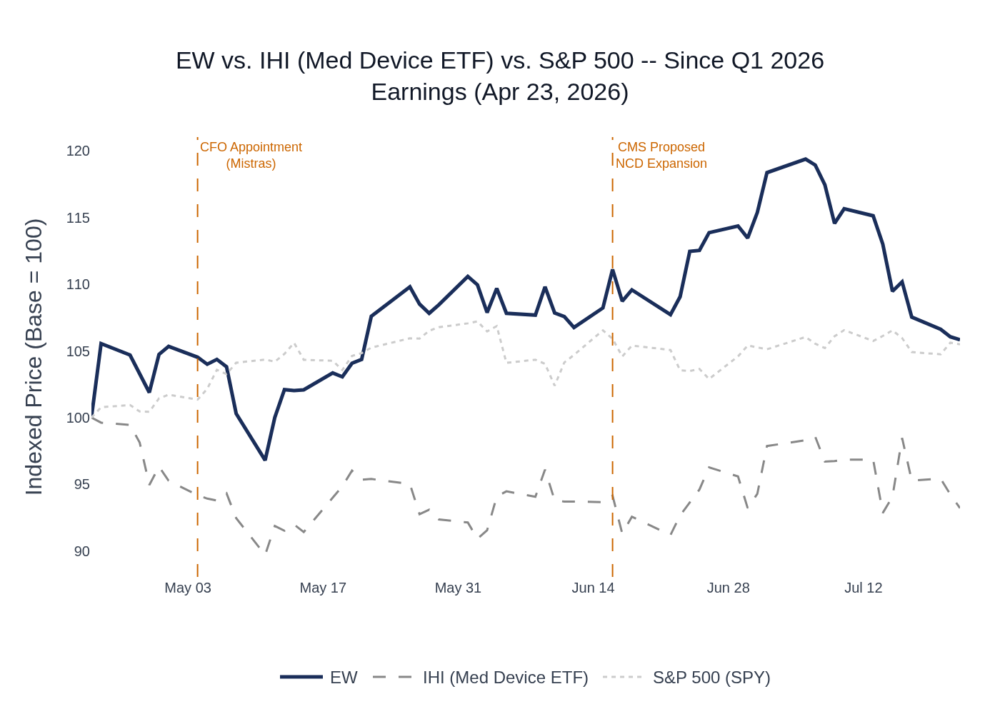 EW vs. IHI (Med Device ETF) vs. S&P 500 -- Since Q1 2026
Earnings (Apr 23, 2026)
CFO Appointment
(Mistras)
CMS Proposed
NCD Expansion
Indexed Price (Base = 100)
120
115
110
105
100
95
90
May 03
May 17
May 31
Jun 14
Jun 28
Jul 12
EW
IHI (Med Device ETF)
S&P 500 (SPY)